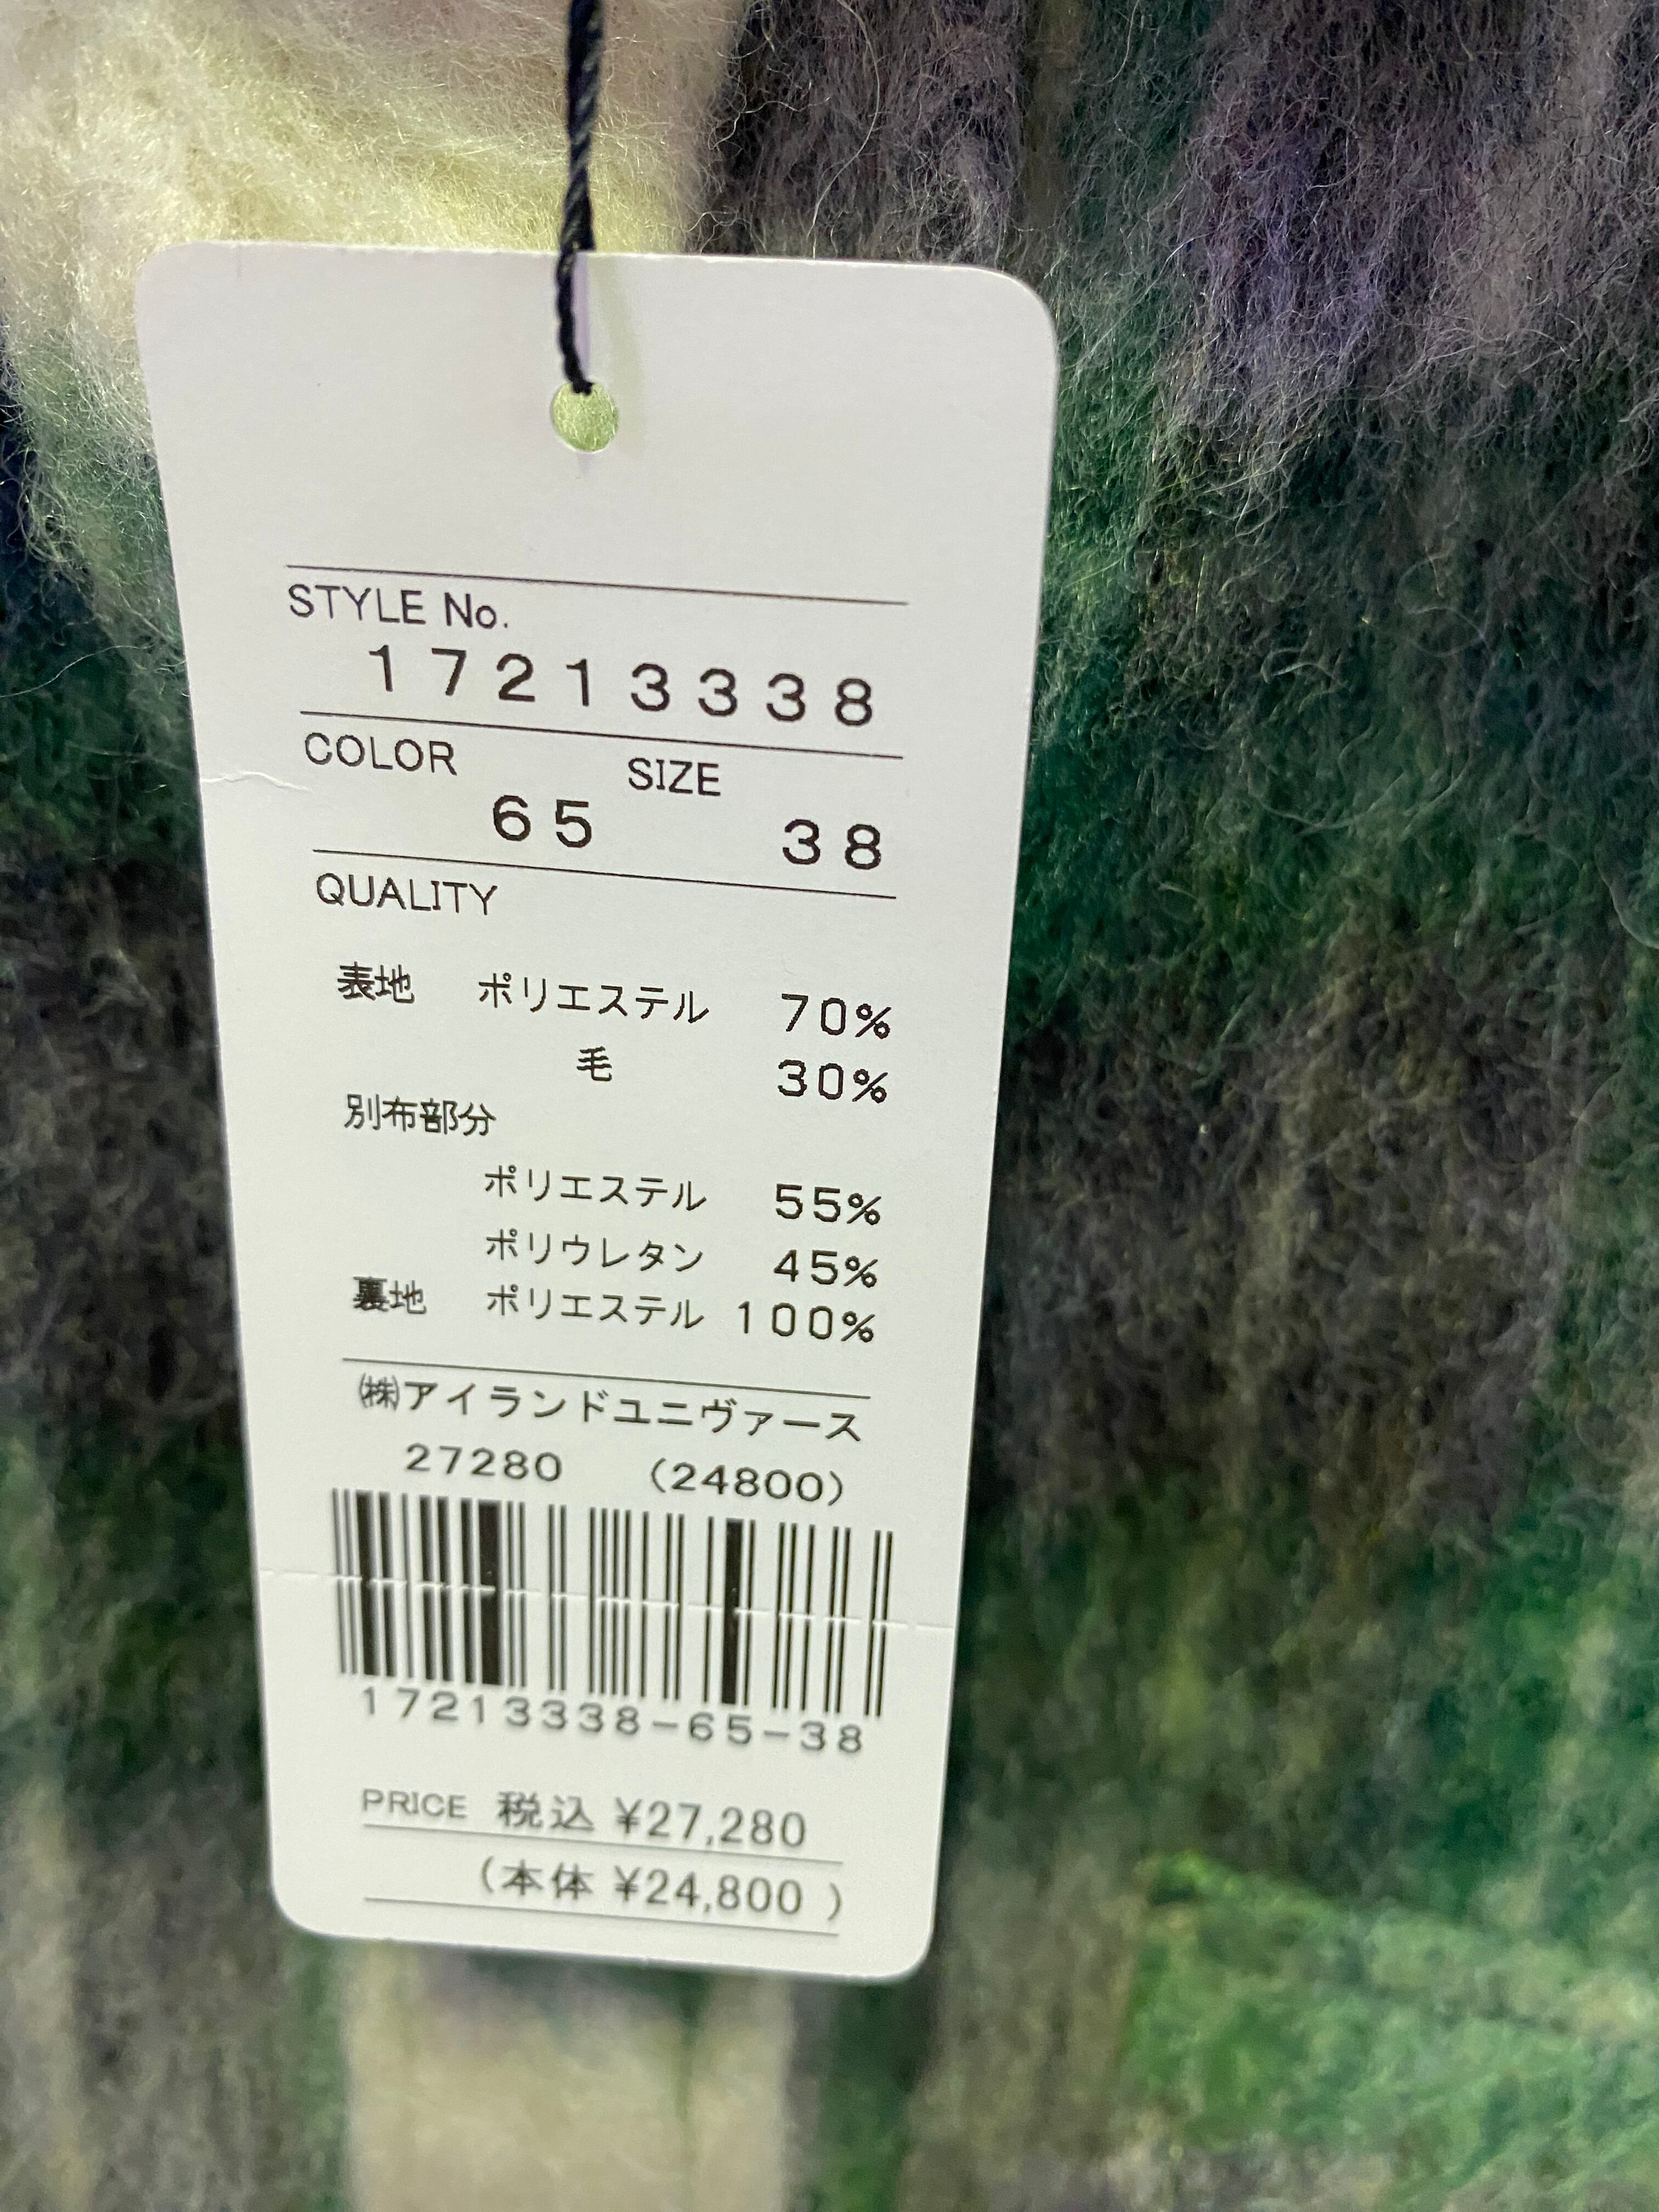 STYLE No.
17213338
COLOR SIZE
65 38
QUALITY
表地 ポリエステル 70%
毛 30%
別布部分
ポリエステル 55%
ポリウレタン 45%
裏地 ポリエステル 100%
㈱アイランドユニヴァース
27280 (24800)
17213338-65-38
PRICE 税込 ¥27,280
(本体 ¥24,800 )